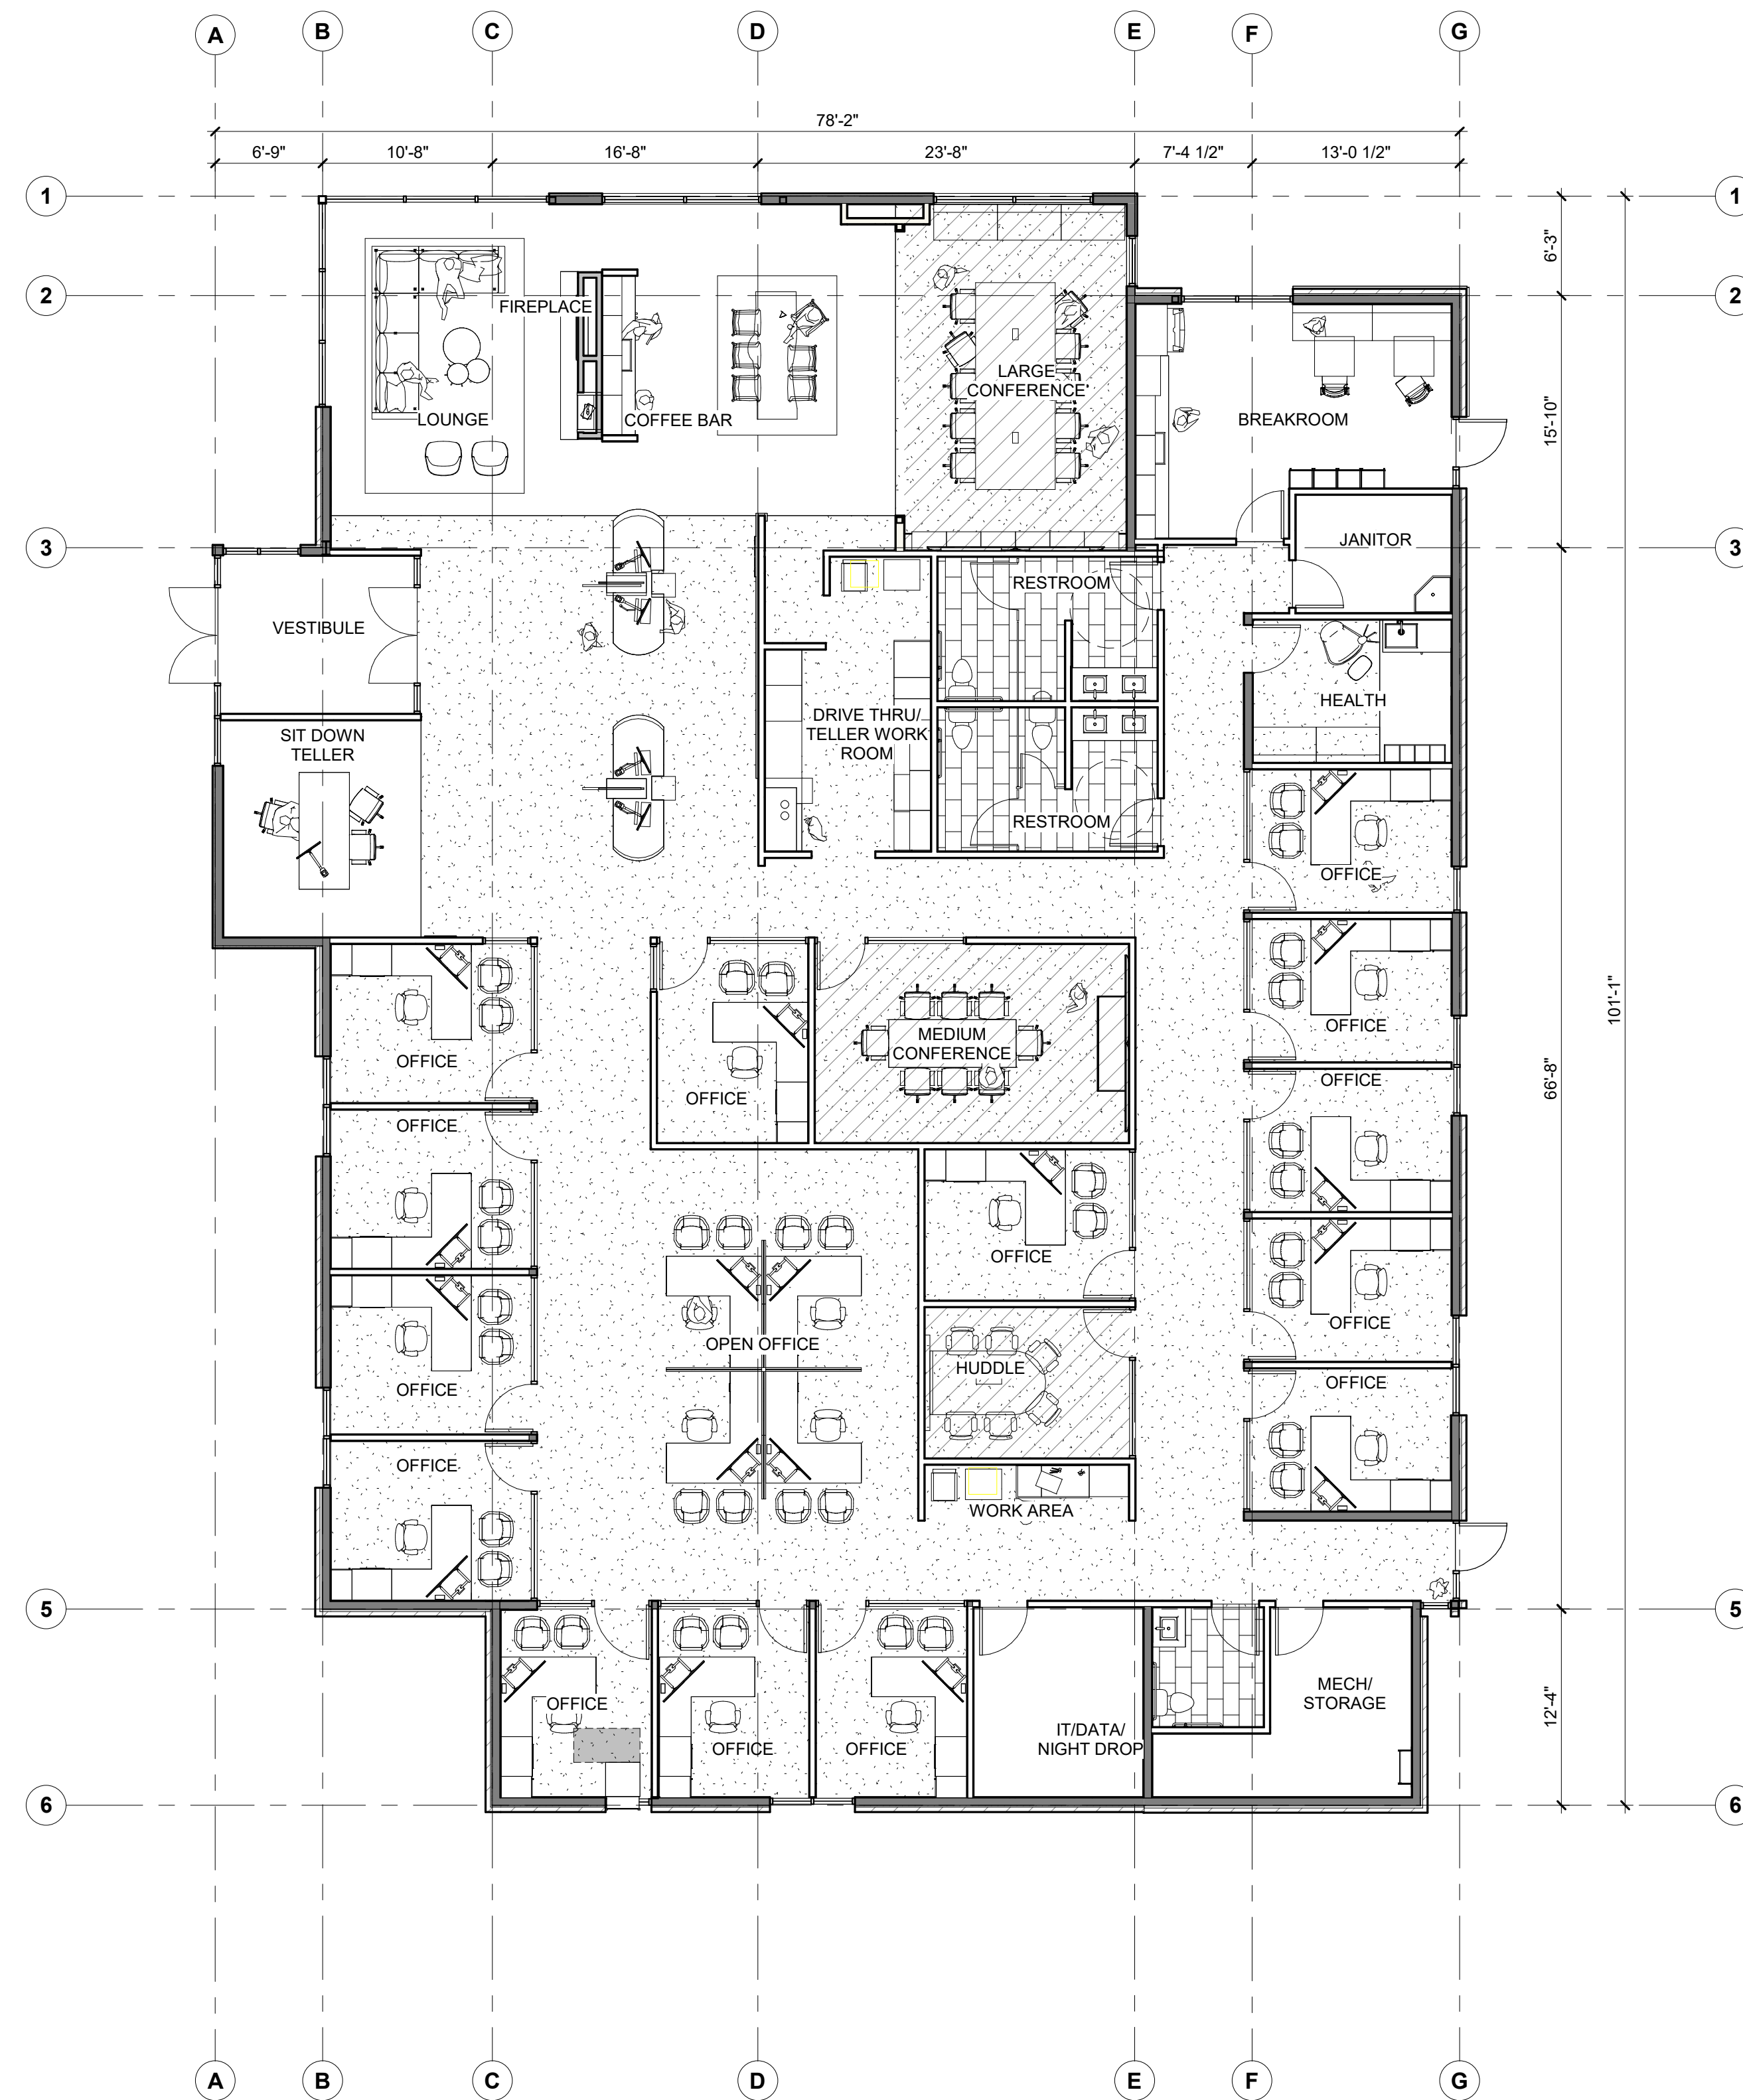 A
B
C
D
E
F
G
78'-2"
6'-9"
10'-8"
16'-8"
23'-8"
7'-4 1/2"
13'-0 1/2"
1
1
6'-3"
2
2
FIREPLACE
LOUNGE
COFFEE BAR
LARGE
CONFERENCE
BREAKROOM
15'-10"
3
3
JANITOR
RESTROOM
VESTIBULE
HEALTH
SIT DOWN
TELLER
DRIVE THRU/
TELLER WORK
ROOM
RESTROOM
OFFICE
101'-1"
OFFICE
MEDIUM
CONFERENCE
OFFICE
OFFICE
OFFICE
66'-8"
OFFICE
OFFICE
OFFICE
OPEN OFFICE
OFFICE
HUDDLE
OFFICE
OFFICE
OFFICE
WORK AREA
5
5
OFFICE
MECH/
STORAGE
12'-4"
IT/DATA/
NIGHT DROP
OFFICE
OFFICE
6
6
A
B
C
D
E
F
G